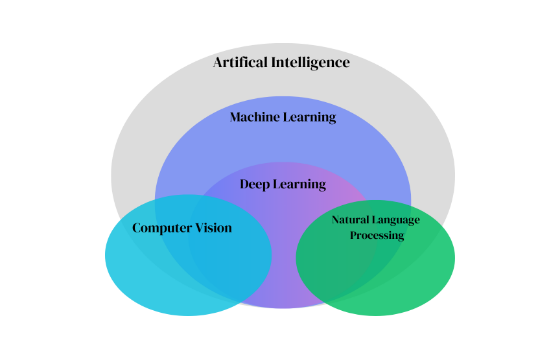 Artifical Intelligence
Machine Learning
Deep Learning
Computer Vision
Natural Language
Processing